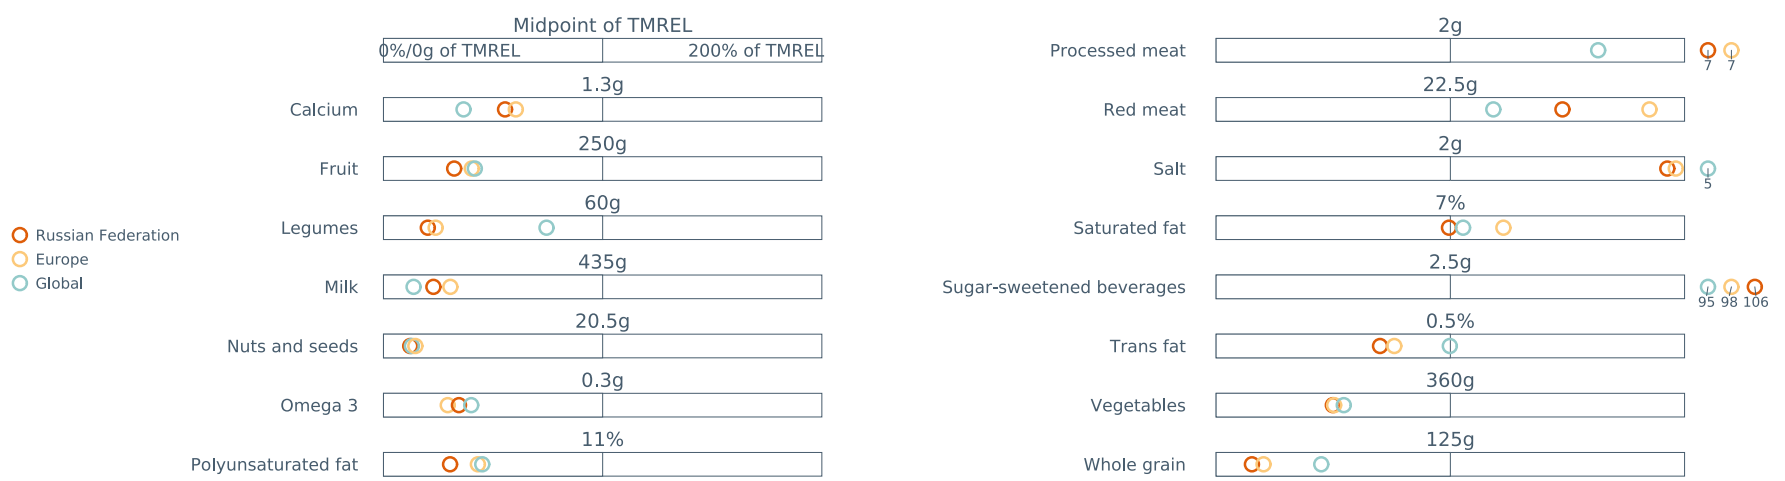 Midpoint of TMREL
0%/0g of TMREL 200% of TMREL
1.3g
Calcium
250g
Fruit
60g
Legumes
435g
Milk
20.5g
Nuts and seeds
0.3g
Omega 3
11%
Polyunsaturated fat
Russian Federation
Europe
Global
2g
Processed meat
7 7
22.5g
Red meat
2g
Salt
5
7%
Saturated fat
2.5g
Sugar-sweetened beverages
95 98 106
0.5%
Trans fat
360g
Vegetables
125g
Whole grain